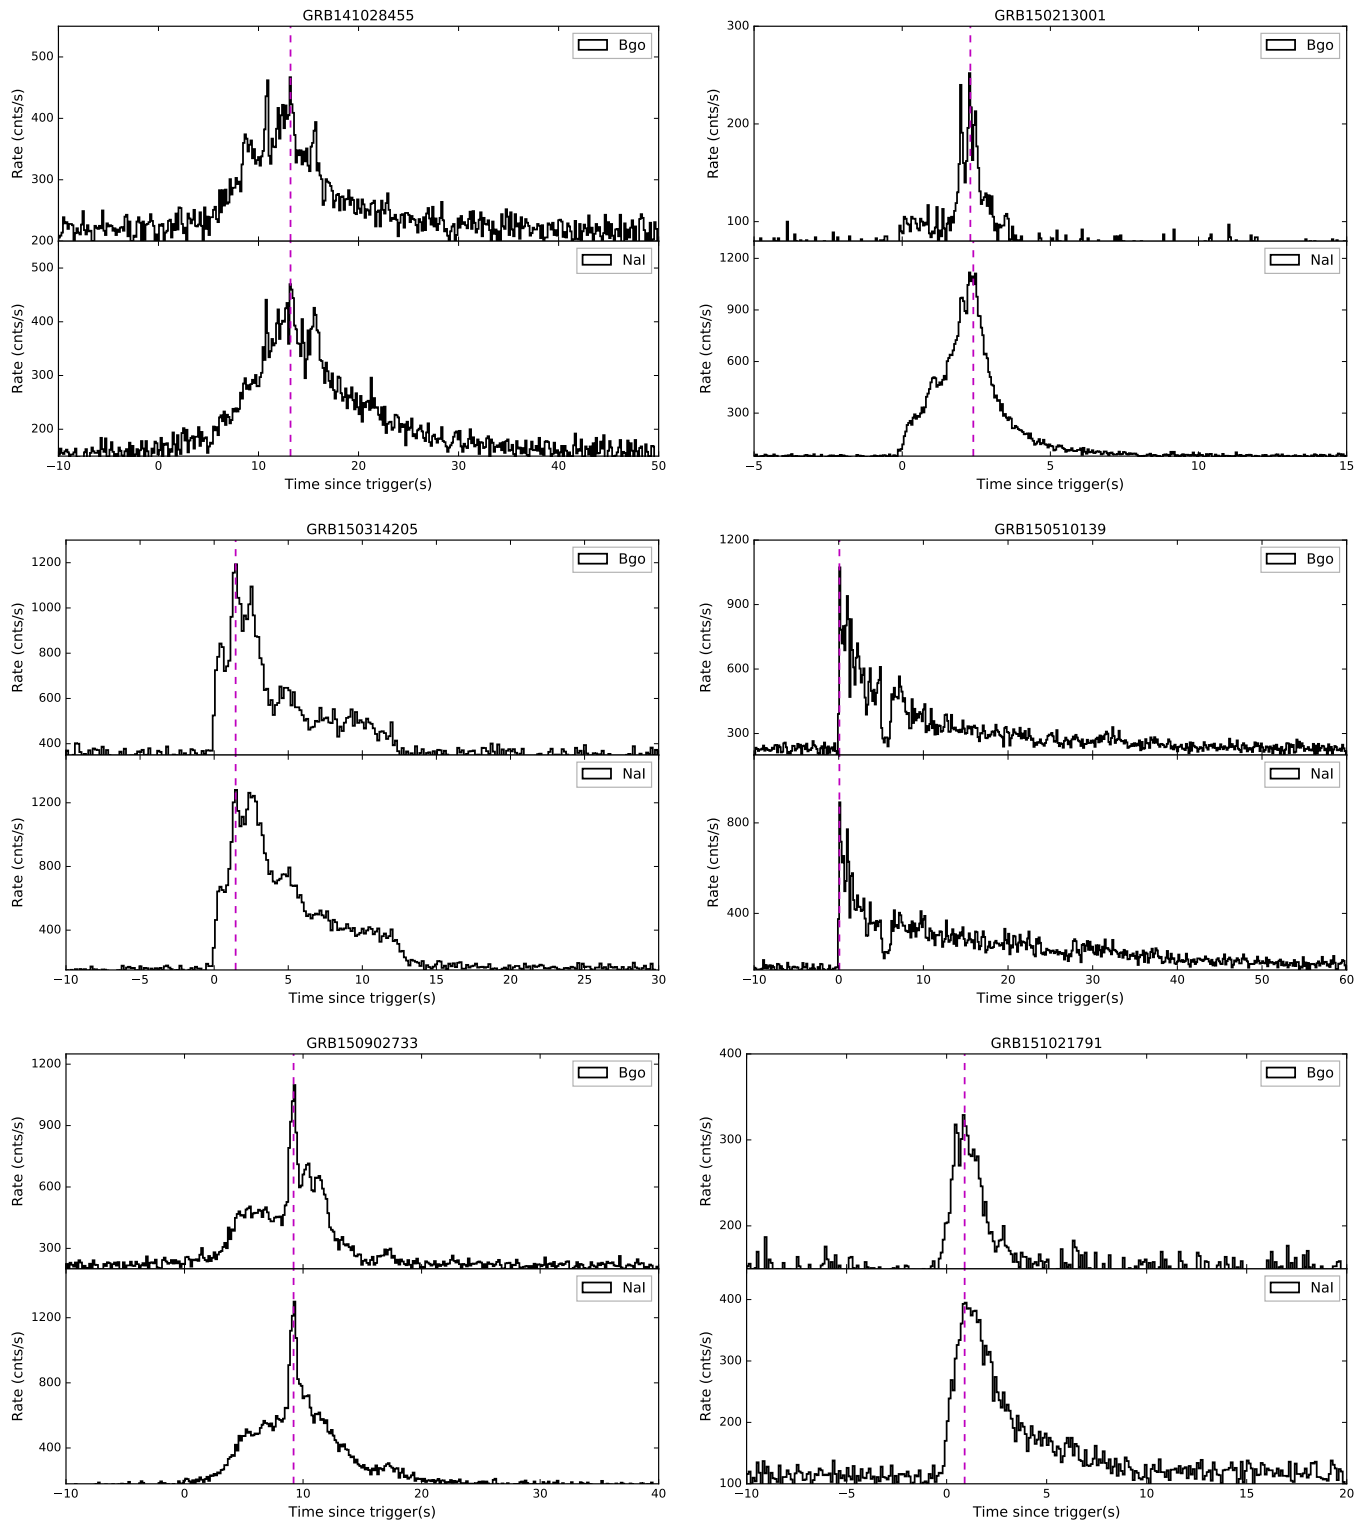 GRB141028455
550
500
400
300
200
Rate (cnts/s)
Bgo
500
400
300
200
Rate (cnts/s)
NaI
−10 0 10 20 30 40 50
Time since trigger(s)
GRB150213001
300
200
100
Rate (cnts/s)
Bgo
1200
900
600
300
Rate (cnts/s)
NaI
−5 0 5 10 15
Time since trigger(s)
GRB150314205
1200
1000
800
600
400
Rate (cnts/s)
Bgo
1200
800
400
Rate (cnts/s)
NaI
−10 −5 0 5 10 15 20 25 30
Time since trigger(s)
GRB150510139
1200
900
600
300
Rate (cnts/s)
Bgo
800
400
Rate (cnts/s)
NaI
−10 0 10 20 30 40 50 60
Time since trigger(s)
GRB150902733
1200
900
600
300
Rate (cnts/s)
Bgo
1200
800
400
Rate (cnts/s)
NaI
−10 0 10 20 30 40
Time since trigger(s)
GRB151021791
400
300
200
Rate (cnts/s)
Bgo
400
300
200
100
Rate (cnts/s)
NaI
−10 −5 0 5 10 15 20
Time since trigger(s)